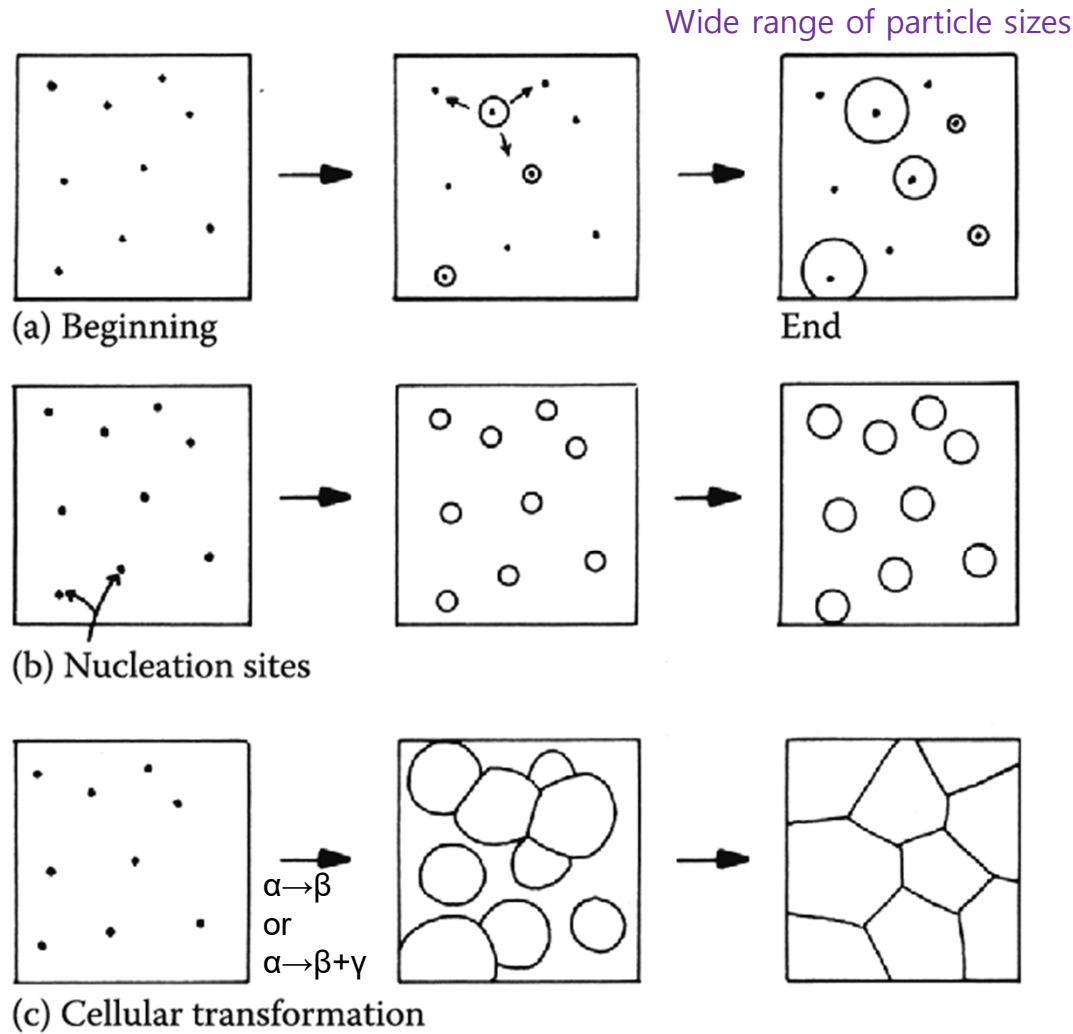 Wide range of particle sizes
(a) Beginning
End
(b) Nucleation sites
α→β
or
α→β+γ
(c) Cellular transformation